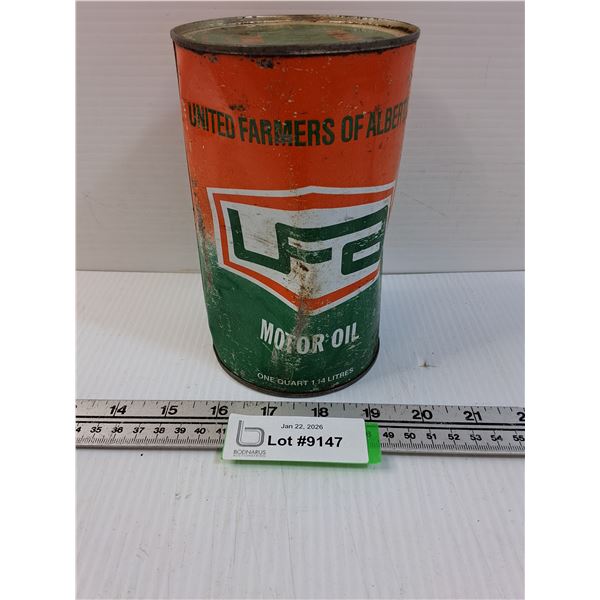 UNITED FARMERS OF ALBERT
UFA
MOTOR OIL
ONE QUART 1.14 LITRES
14 15 16 17 18 19 20 21
35 36 37 38 39 40 41 49 50 51 52 53 54 55
Jan 22, 2026
Lot #9147
BODNARUS
AUCTIONEERING